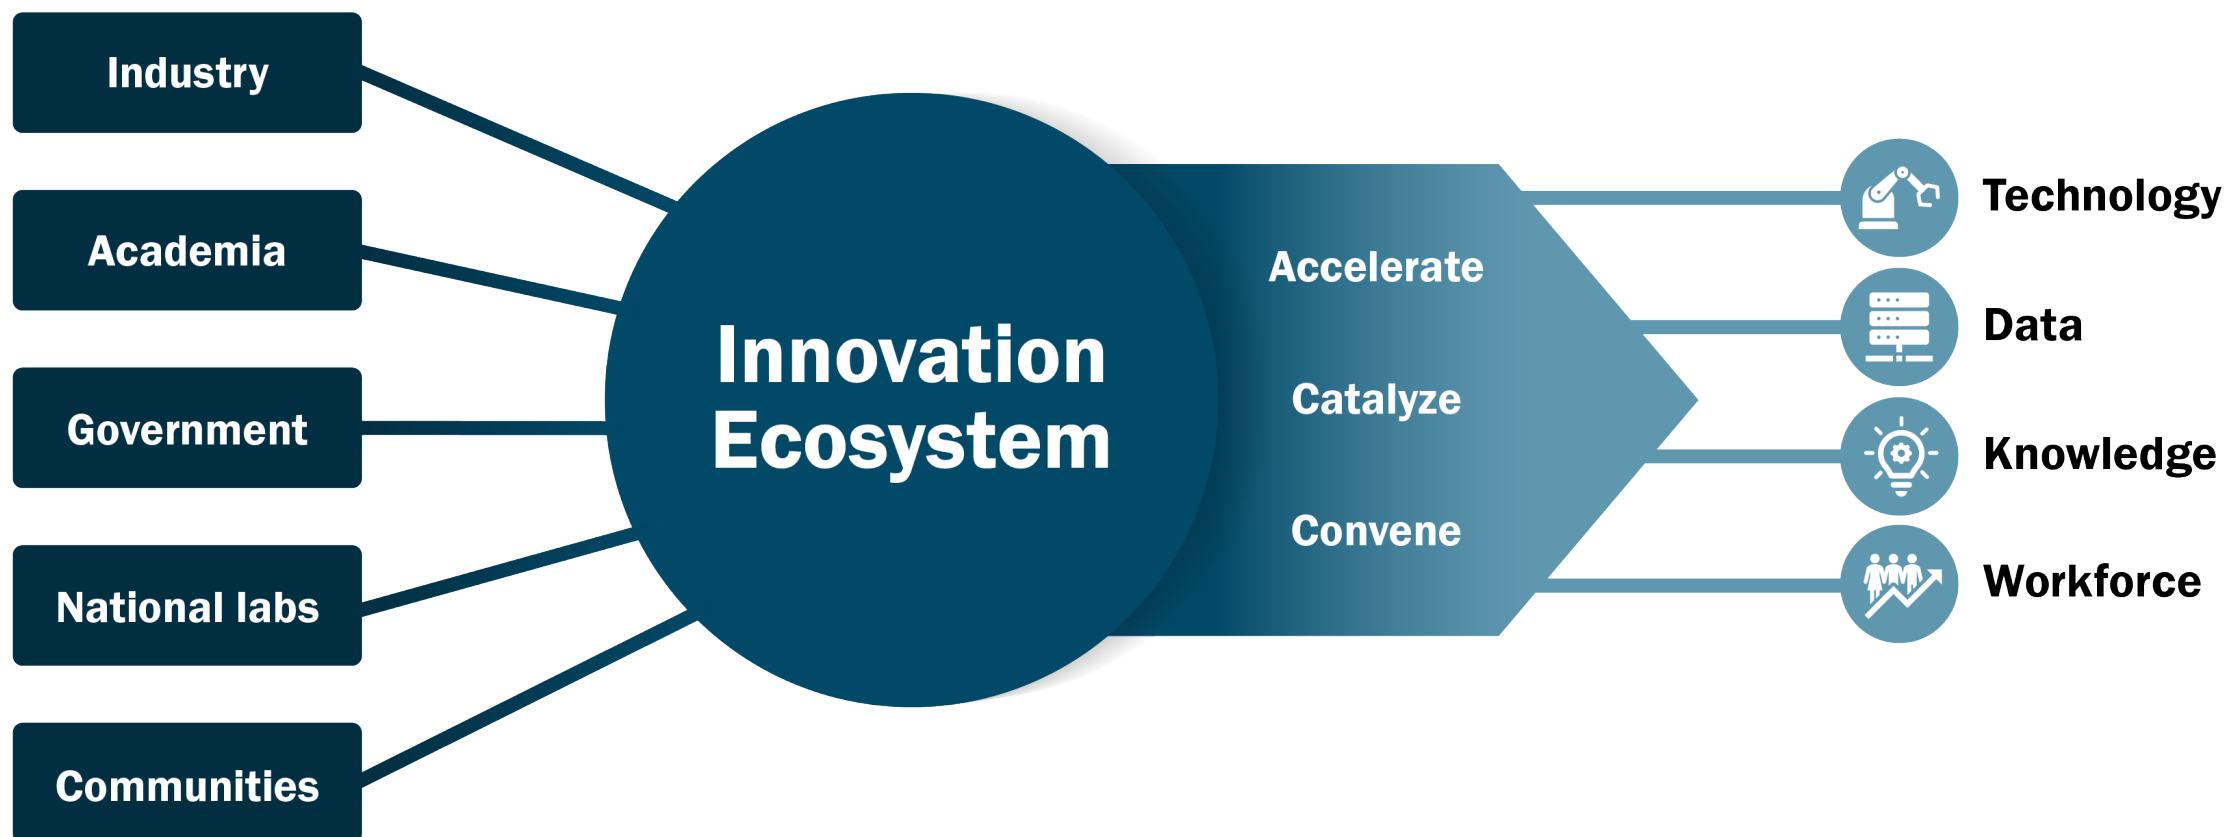 Industry
Academia
Government
National labs
Communities
Innovation
Ecosystem
Accelerate
Catalyze
Convene
Technology
Data
Knowledge
Workforce